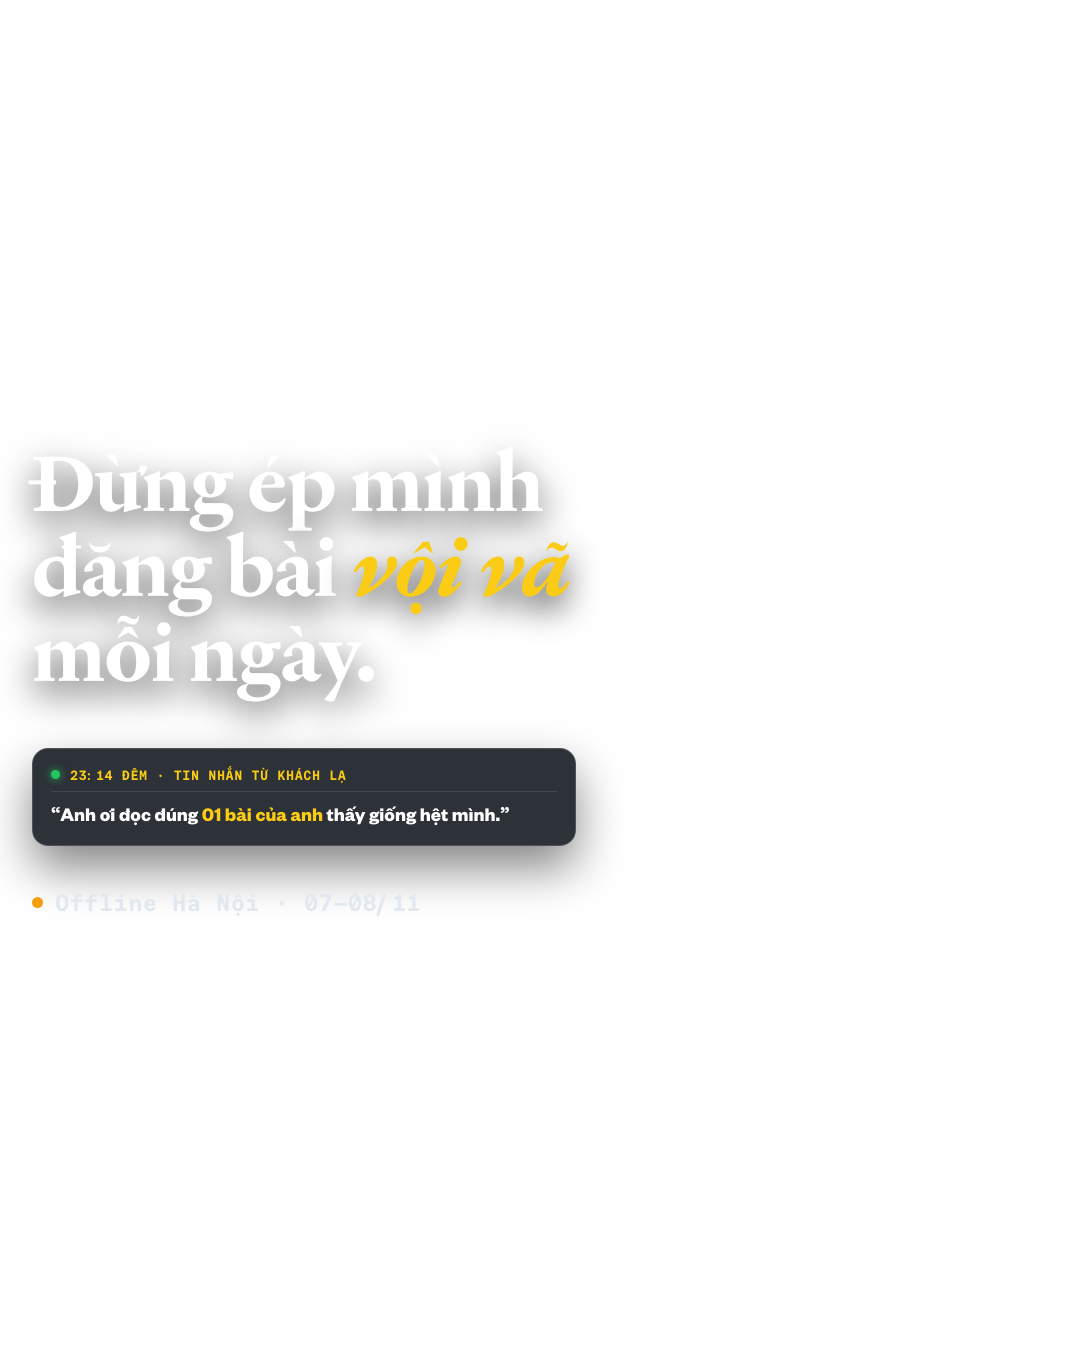 Đừng ép mình
đăng bài vội vã
mỗi ngày.
23:14 ĐÊM · TIN NHẮN TỪ KHÁCH LẠ
“Anh ơi dọc dúng 01 bài của anh thấy giống hệt mình.”
Offline Hà Nội · 07–08/11